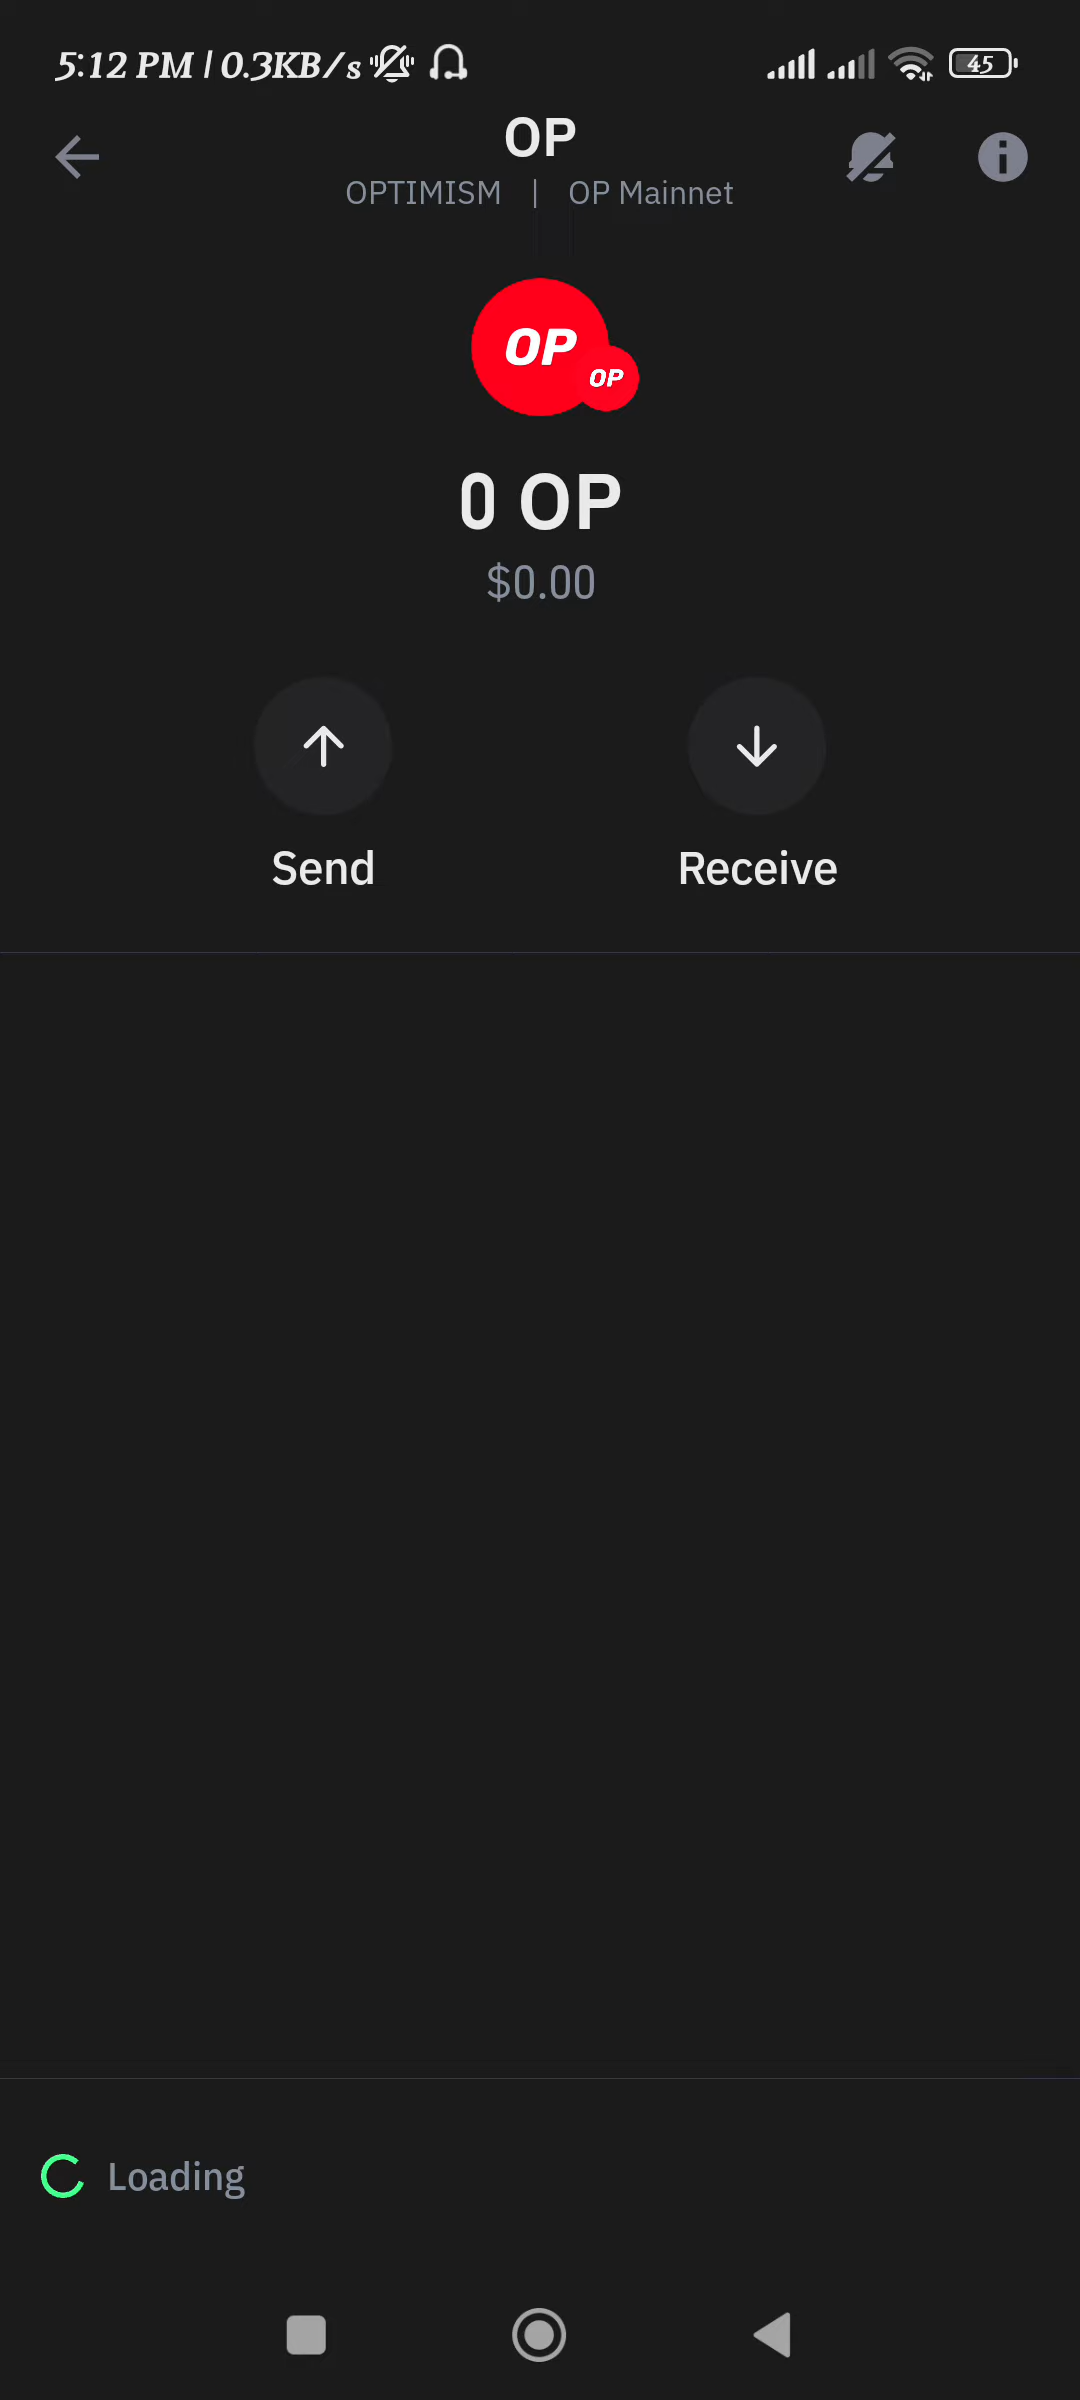 5:12 PM | 0.3KB/s 45
OP
OPTIMISM | OP Mainnet
OP
OP
0 OP
$0.00
Send Receive
Loading